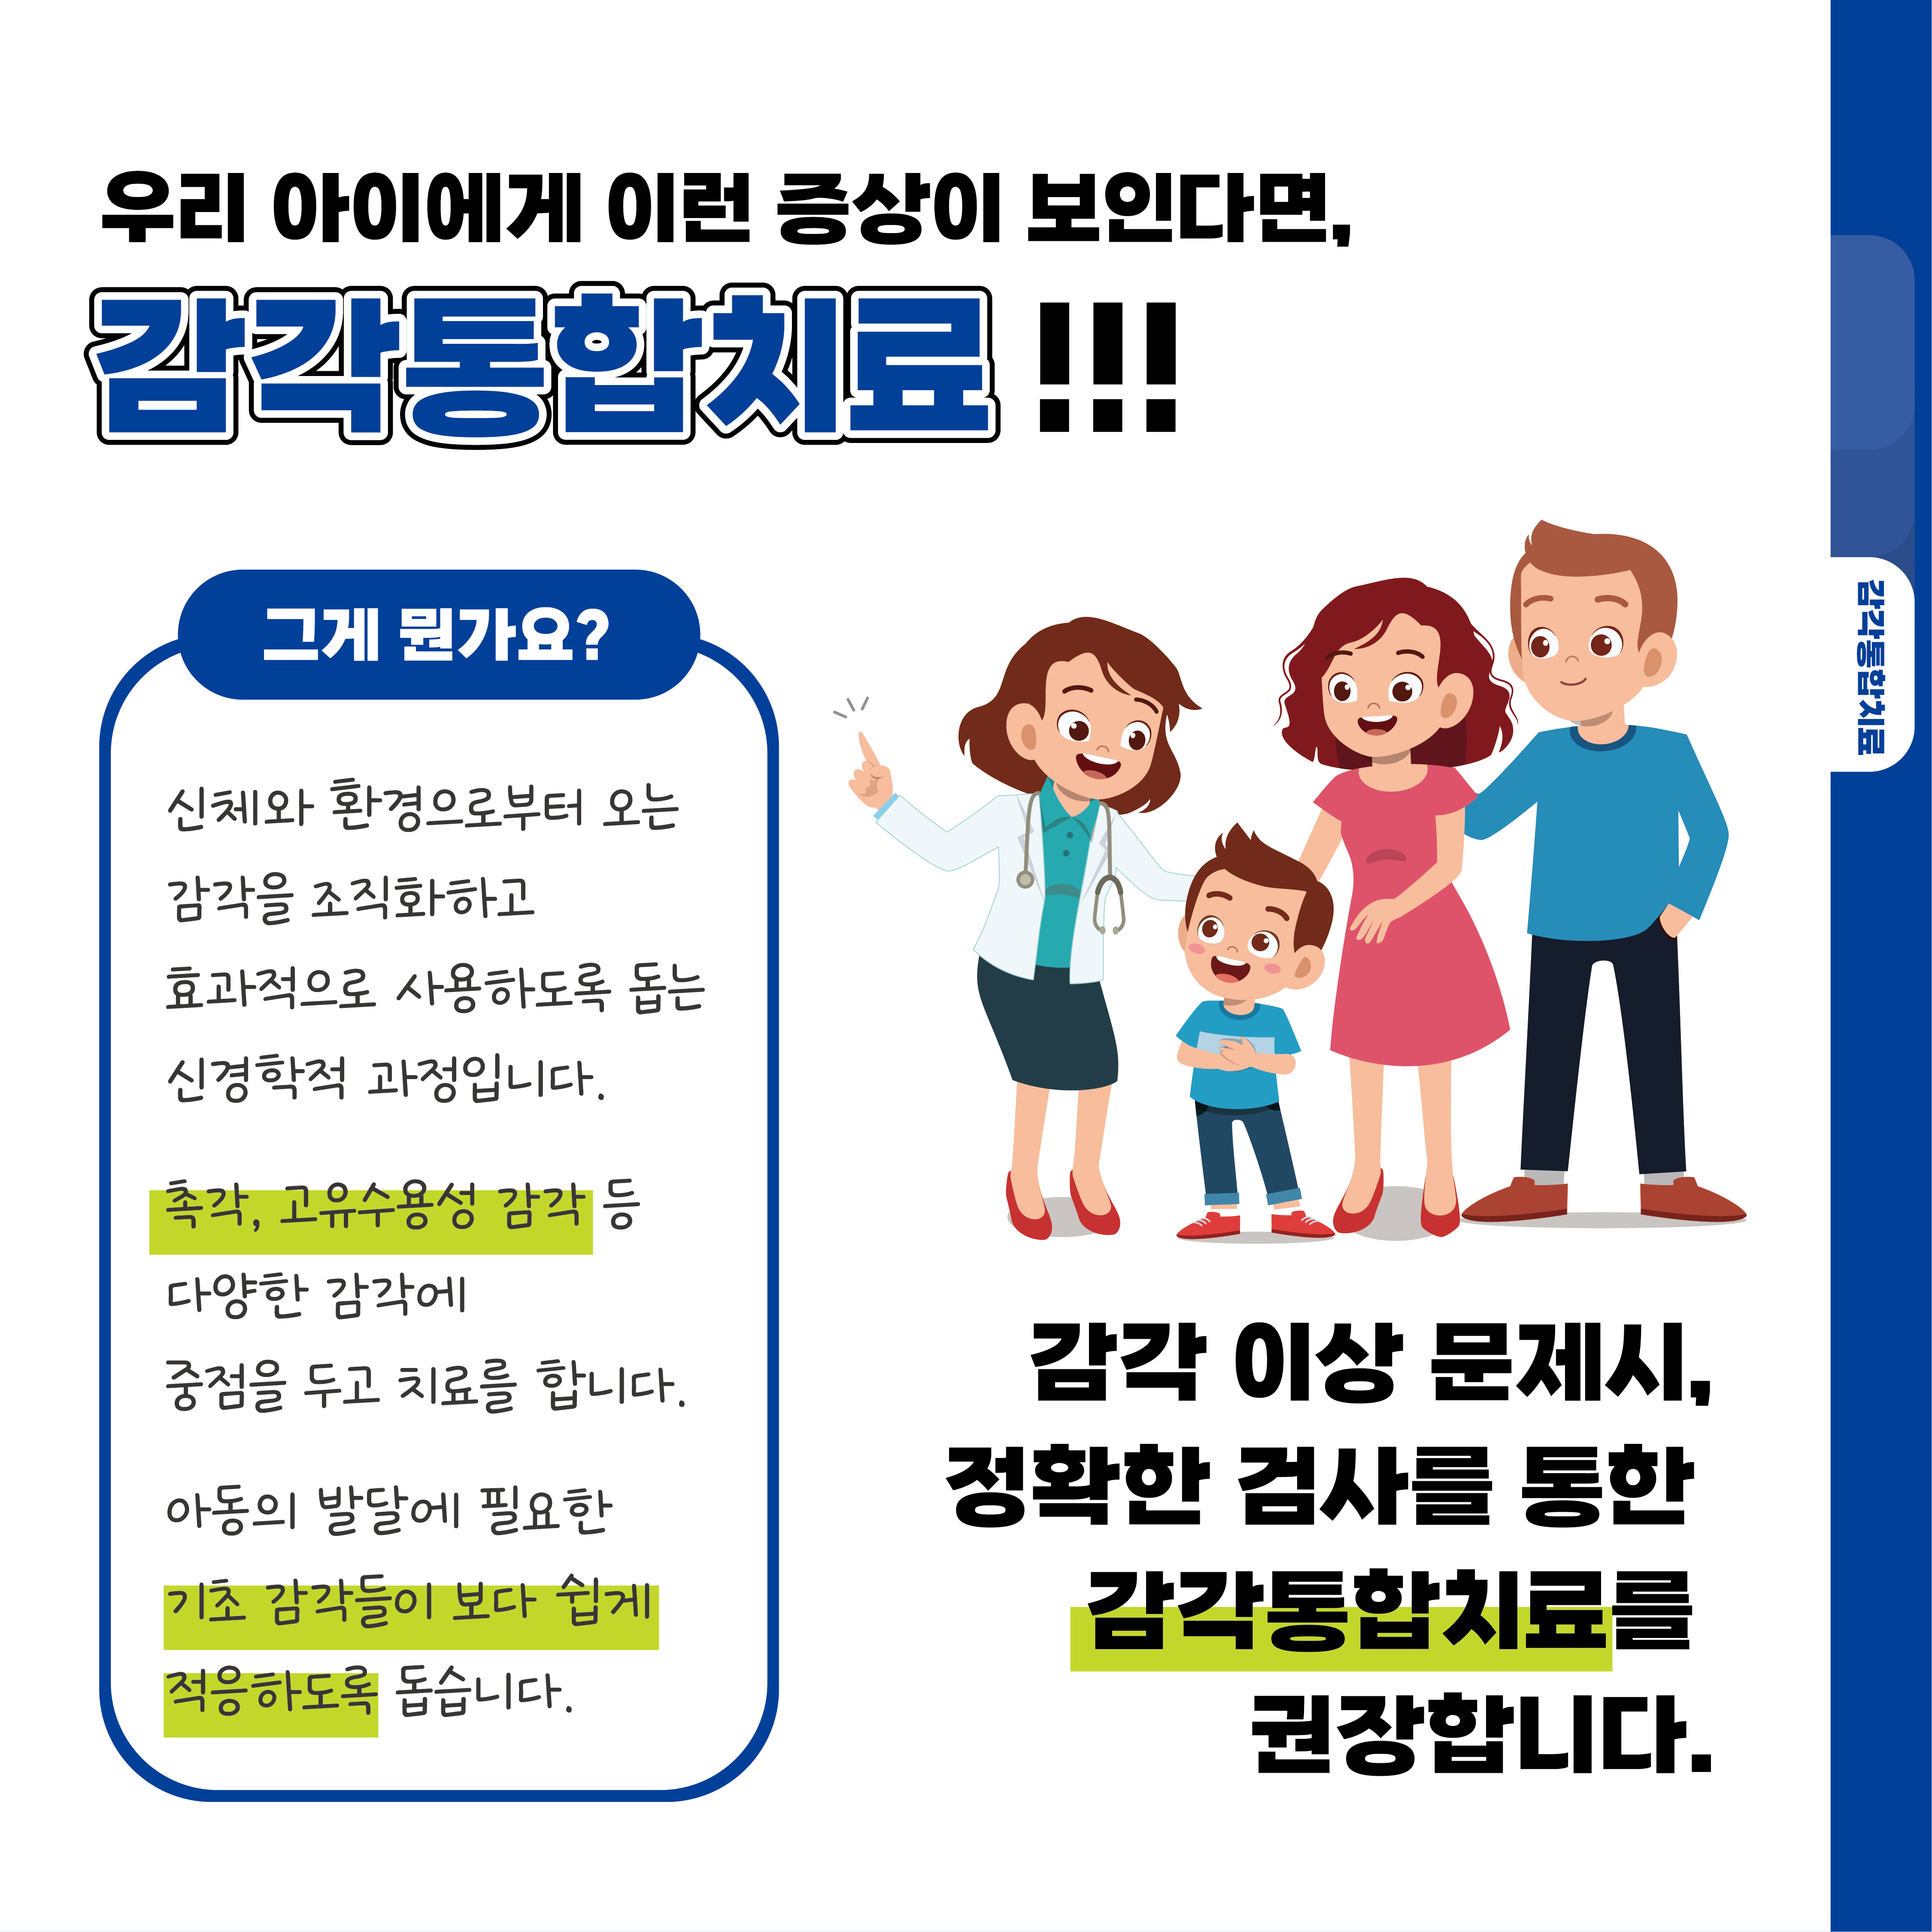 우리 아이에게 이런 증상이 보인다면,
감각통합치료 !!!
그게 뭔가요?
신체와 환경으로부터 오는
감각을 조직화하고
효과적으로 사용하도록 돕는
신경학적 과정입니다.
촉각, 고유수용성 감각 등
다양한 감각에
중점을 두고 치료를 합니다.
아동의 발달에 필요한
기초 감각들이 보다 쉽게
적응하도록 돕습니다.
감각 이상 문제시,
정확한 검사를 통한
감각통합치료를
권장합니다.
감각통합치료